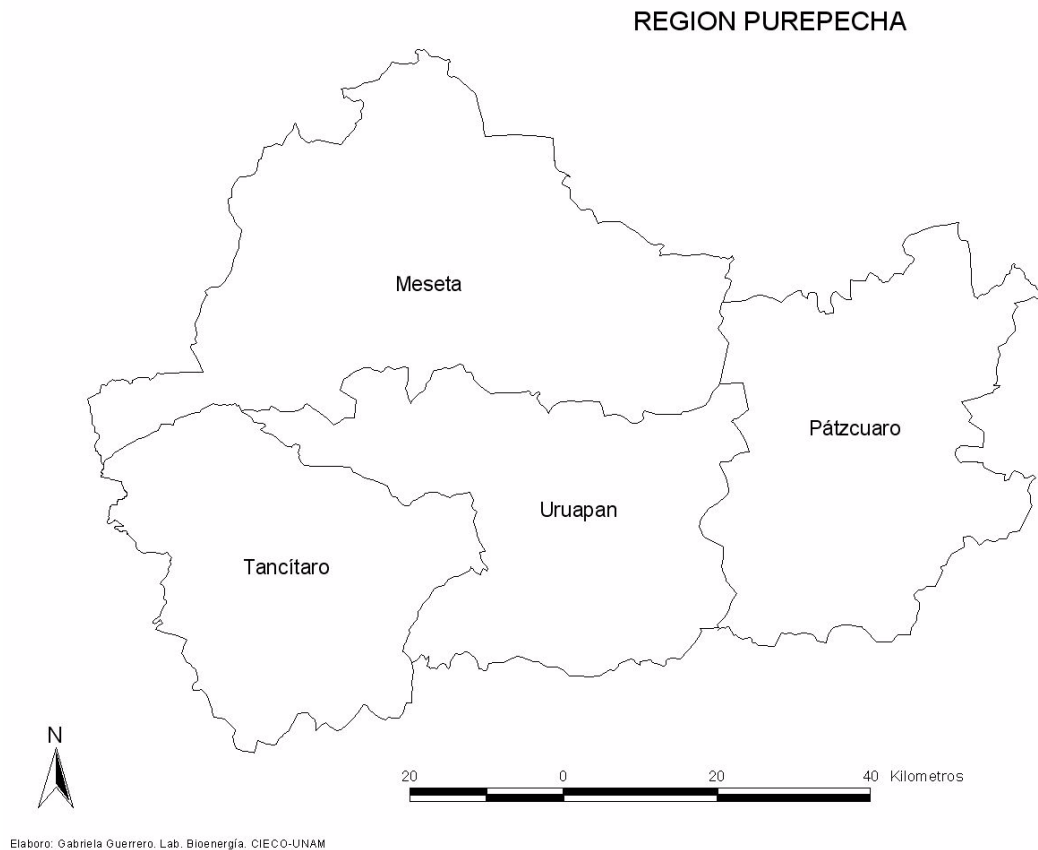 REGION PUREPECHA
Meseta
Pátzcuaro
Uruapan
Tancítaro
N
20 0 20 40 Kilometros
Elaboro: Gabriela Guerrero. Lab. Bioenergía. CIECO-UNAM